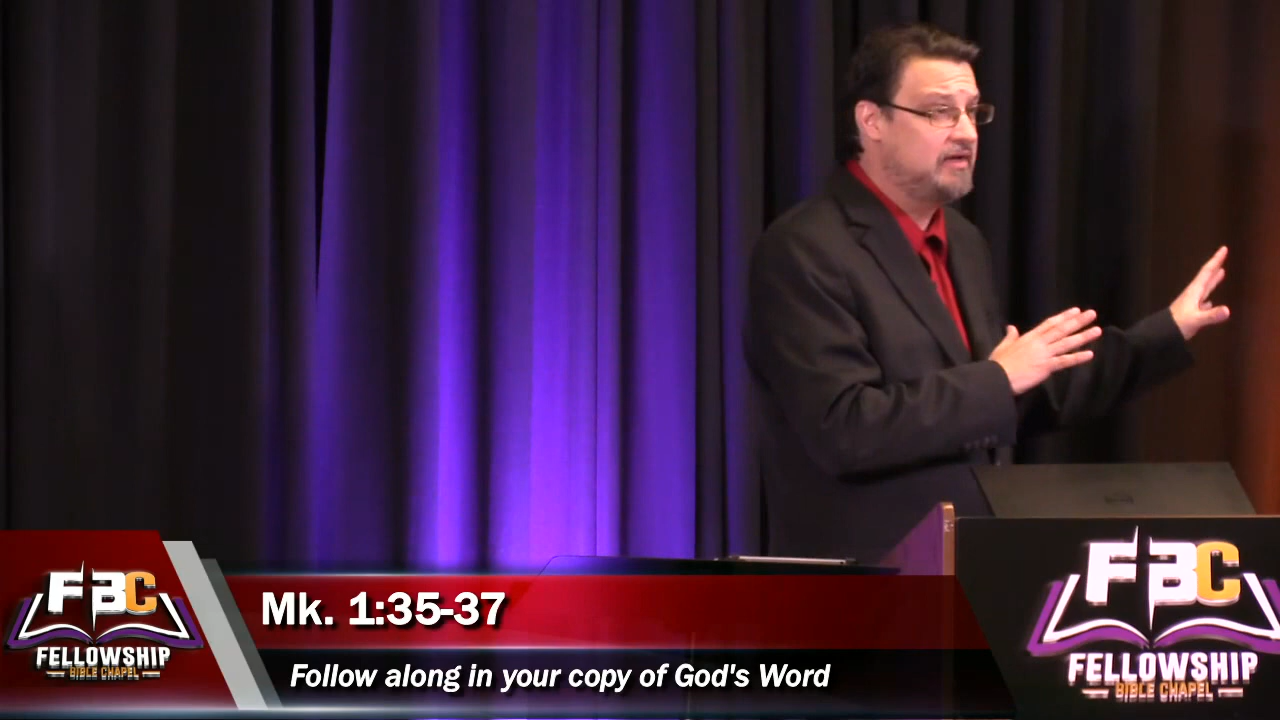 Mk. 1:35-37
Follow along in your copy of God's Word
FBC
FELLOWSHIP
BIBLE CHAPEL
FBC
FELLOWSHIP
BIBLE CHAPEL